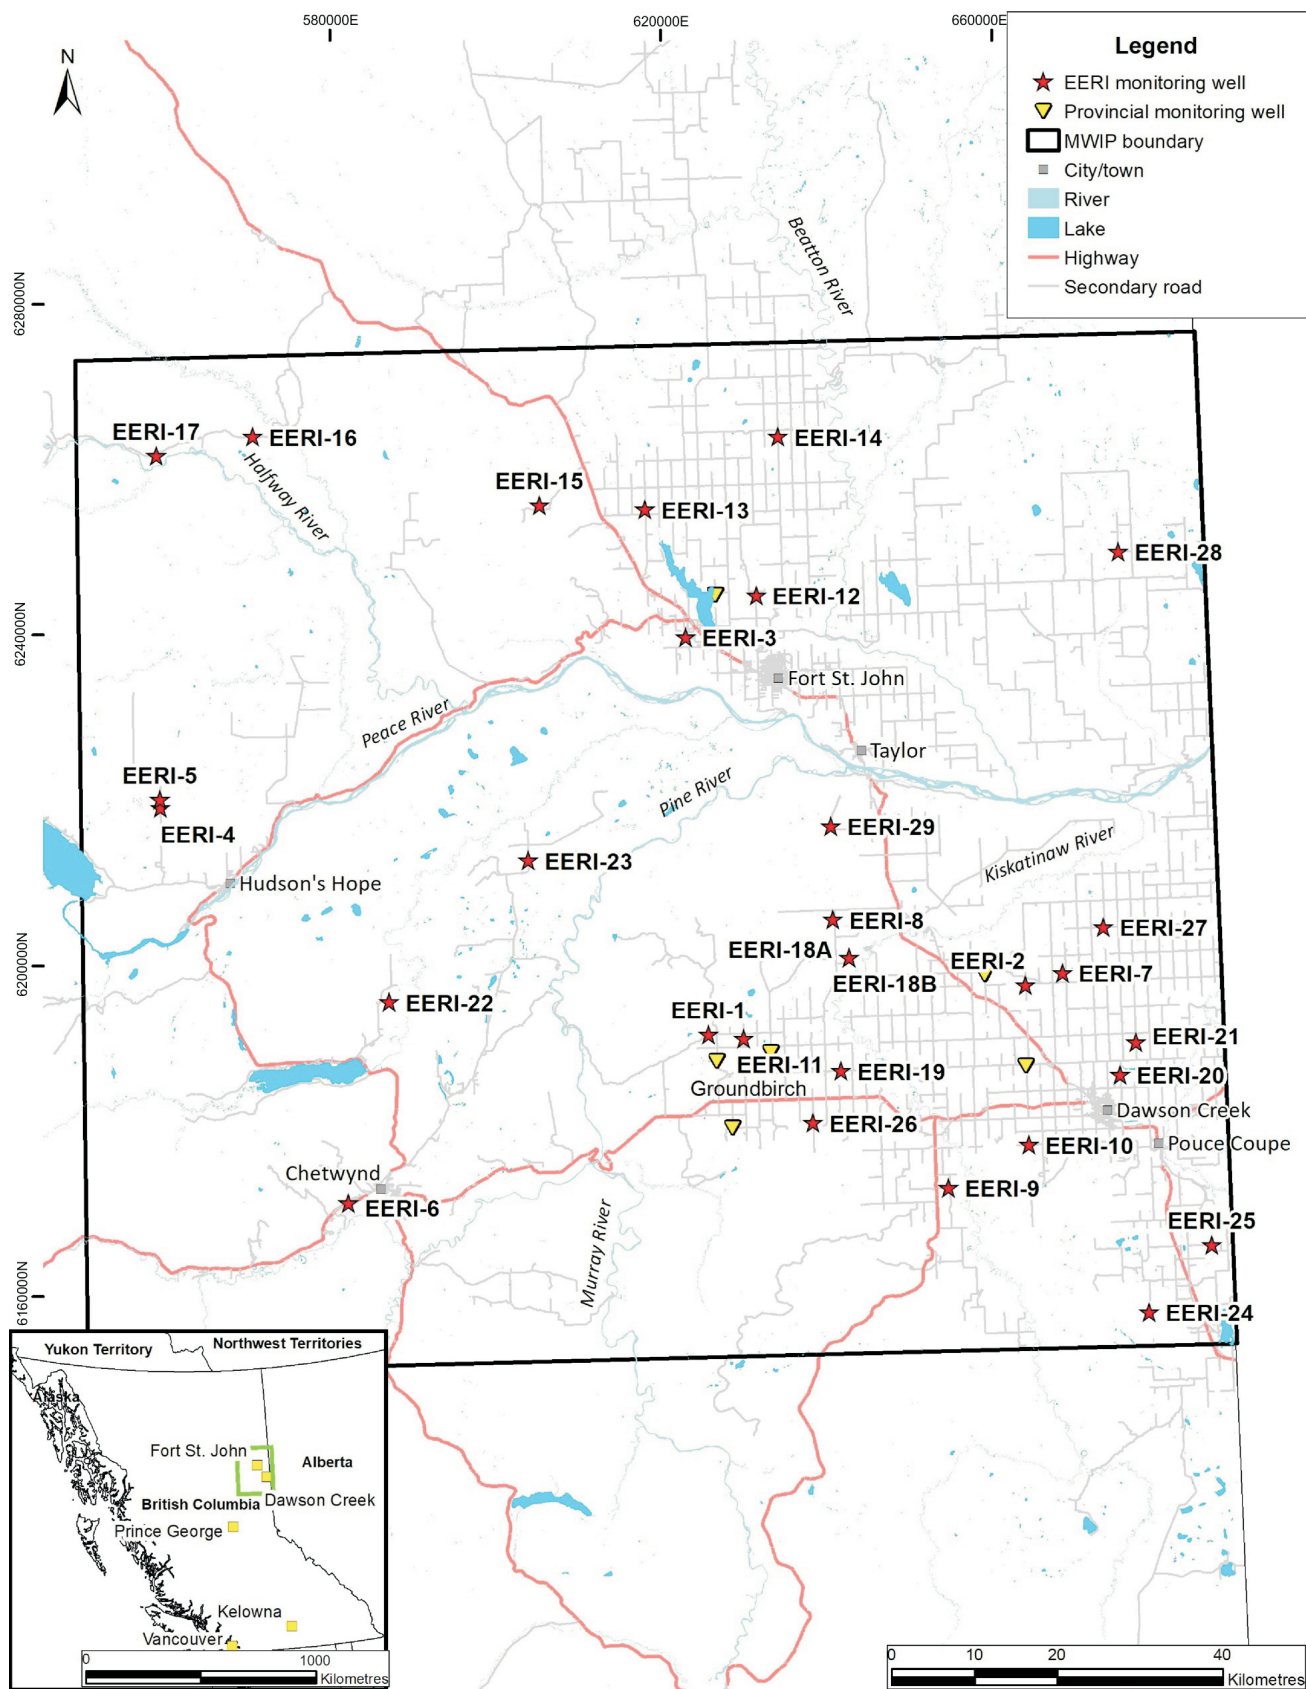 580000E
620000E
660000E
N
Legend
EERI monitoring well
Provincial monitoring well
MWIP boundary
City/town
River
Lake
Highway
Secondary road
Beatton River
6280000N
EERI-17
EERI-16
EERI-14
Halfway River
EERI-15
EERI-13
EERI-28
EERI-12
6240000N
EERI-3
Fort St. John
Peace River
Taylor
EERI-5
Pine River
EERI-4
EERI-29
Kiskatinaw River
EERI-23
Hudson's Hope
EERI-8
EERI-27
EERI-18A
EERI-2
EERI-7
6200000N
EERI-18B
EERI-22
EERI-1
EERI-21
EERI-11
EERI-19
EERI-20
Groundbirch
Dawson Creek
EERI-26
EERI-10
Pouce Coupe
Chetwynd
EERI-9
EERI-6
EERI-25
Murray River
6160000N
EERI-24
Yukon Territory
Northwest Territories
Alaska
Fort St. John
Alberta
British Columbia
Dawson Creek
Prince George
Kelowna
Vancouver
0
1000
Kilometres
0
10
20
40
Kilometres